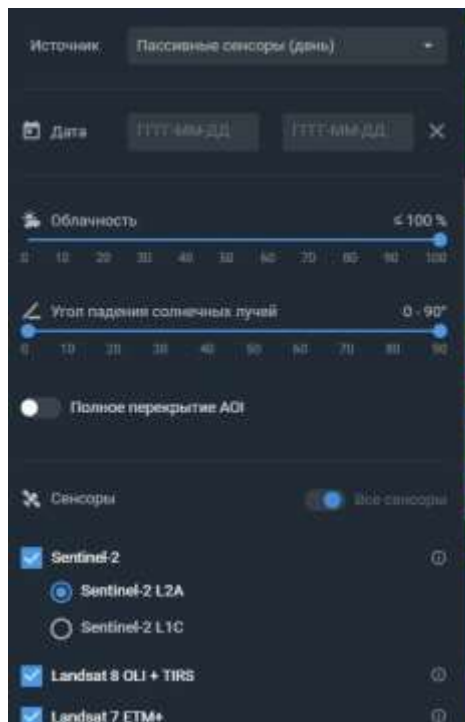 Источник Пассивные сенсоры (день)
Дата ГГГГ-ММ-ДД ГГГГ-ММ-ДД
Облачность ≤ 100 %
0 10 20 30 40 50 60 70 80 90 100
Угол падения солнечных лучей 0 - 90°
0 10 20 30 40 50 60 70 80 90
Полное перекрытие AOI
Сенсоры Все сенсоры
Sentinel-2
Sentinel-2 L2A
Sentinel-2 L1C
Landsat 8 OLI + TIRS
Landsat 7 ETM+